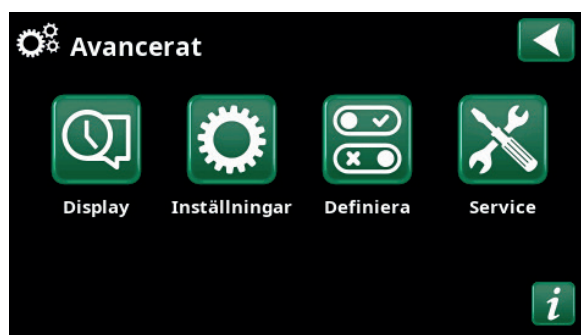 Avancerat
Display
Inställningar
Definiera
Service
i